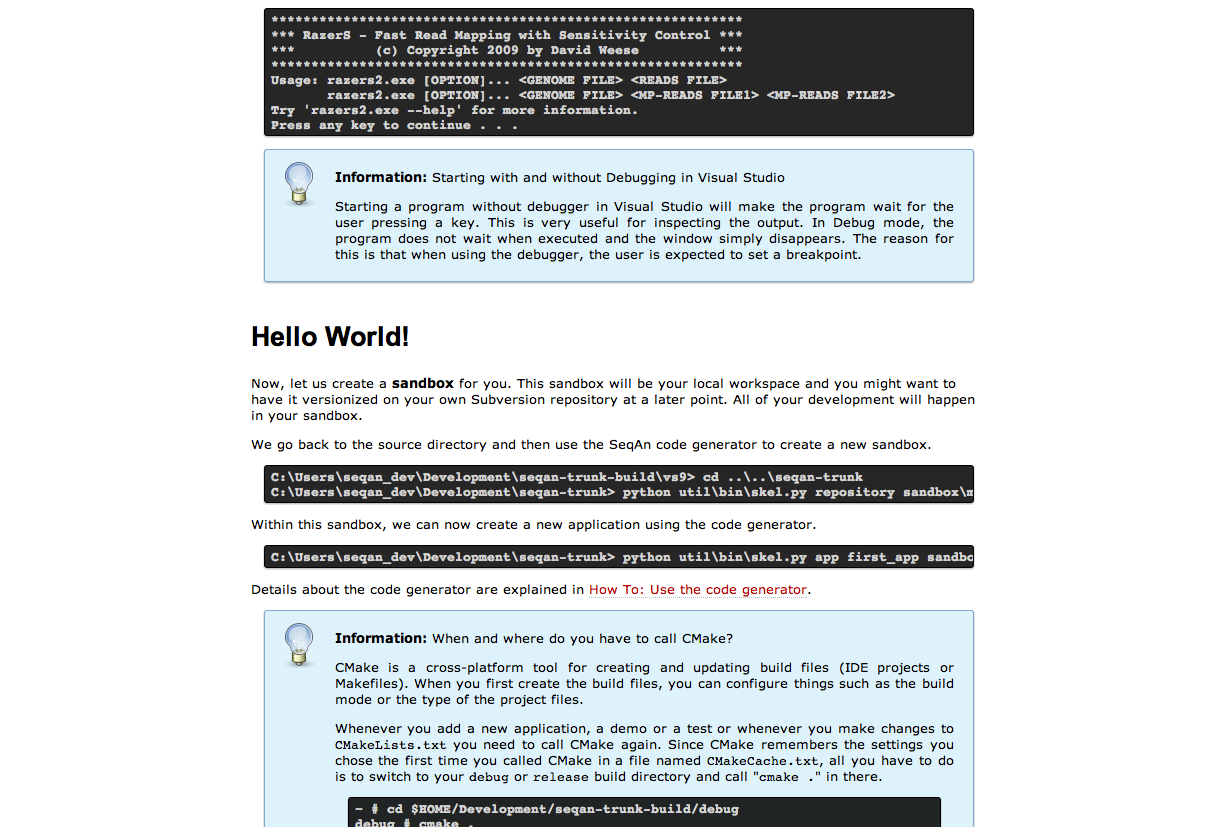 ***********************************************************
*** RazerS - Fast Read Mapping with Sensitivity Control ***
***          (c) Copyright 2009 by David Weese          ***
***********************************************************
Usage: razers2.exe [OPTION]... <GENOME FILE> <READS FILE>
       razers2.exe [OPTION]... <GENOME FILE> <MP-READS FILE1> <MP-READS FILE2>
Try 'razers2.exe --help' for more information.
Press any key to continue . . .
Information: Starting with and without Debugging in Visual Studio
Starting a program without debugger in Visual Studio will make the program wait for the
user pressing a key. This is very useful for inspecting the output. In Debug mode, the
program does not wait when executed and the window simply disappears. The reason for
this is that when using the debugger, the user is expected to set a breakpoint.
Hello World!
Now, let us create a sandbox for you. This sandbox will be your local workspace and you might want to
have it versionized on your own Subversion repository at a later point. All of your development will happen
in your sandbox.
We go back to the source directory and then use the SeqAn code generator to create a new sandbox.
C:\Users\seqan_dev\Development\seqan-trunk-build\vs9> cd ..\..\seqan-trunk
C:\Users\seqan_dev\Development\seqan-trunk> python util\bin\skel.py repository sandbox\
Within this sandbox, we can now create a new application using the code generator.
C:\Users\seqan_dev\Development\seqan-trunk> python util\bin\skel.py app first_app sandb
Details about the code generator are explained in How To: Use the code generator.
Information: When and where do you have to call CMake?
CMake is a cross-platform tool for creating and updating build files (IDE projects or
Makefiles). When you first create the build files, you can configure things such as the build
mode or the type of the project files.
Whenever you add a new application, a demo or a test or whenever you make changes to
CMakeLists.txt you need to call CMake again. Since CMake remembers the settings you
chose the first time you called CMake in a file named CMakeCache.txt, all you have to do
is to switch to your debug or release build directory and call "cmake ." in there.
~ # cd $HOME/Development/seqan-trunk-build/debug
debug # cmake .